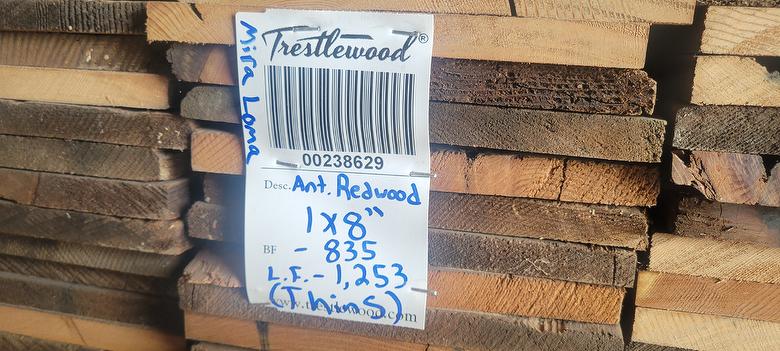 Mira Loma
Trestlewood®
00238629
Desc. Ant. Redwood
1x8"
BF - 835
L.F. - 1,253
(Thins)
www.trestlewood.com